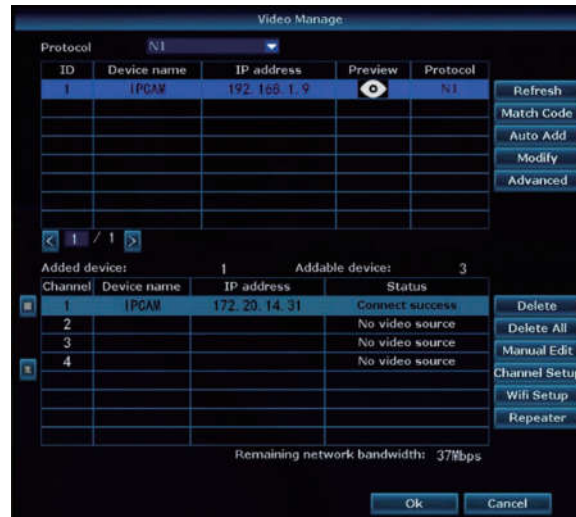 Video Manage
Protocol N1
ID Device name IP address Preview Protocol
1 IPCAM 192.168.1.9 N1
Refresh
Match Code
Auto Add
Modify
Advanced
< 1 / 1 >
Added device: 1 Addable device: 3
Channel Device name IP address Status
1 IPCAM 172.20.14.31 Connect success
2 No video source
3 No video source
4 No video source
Delete
Delete All
Manual Edit
Channel Setup
Wifi Setup
Repeater
Remaining network bandwidth: 37Mbps
Ok Cancel